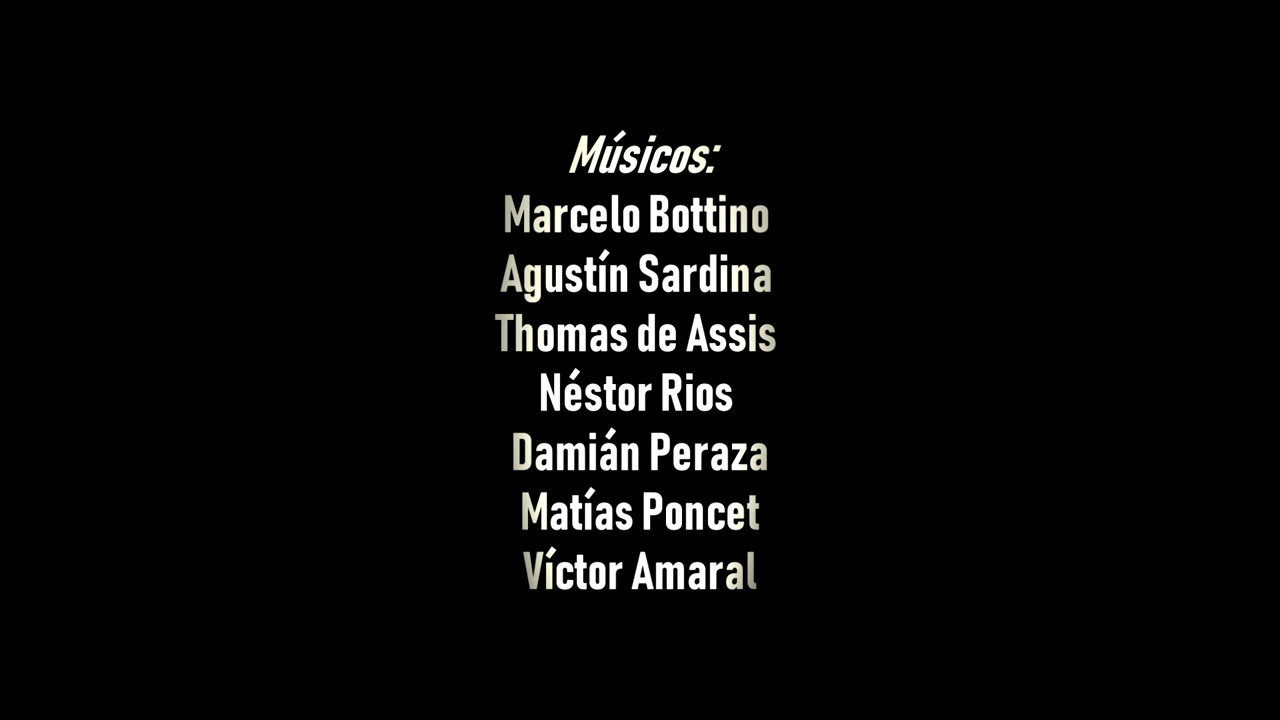 Músicos:
Marcelo Bottino
Agustín Sardina
Thomas de Assis
Néstor Rios
Damián Peraza
Matías Poncet
Víctor Amaral